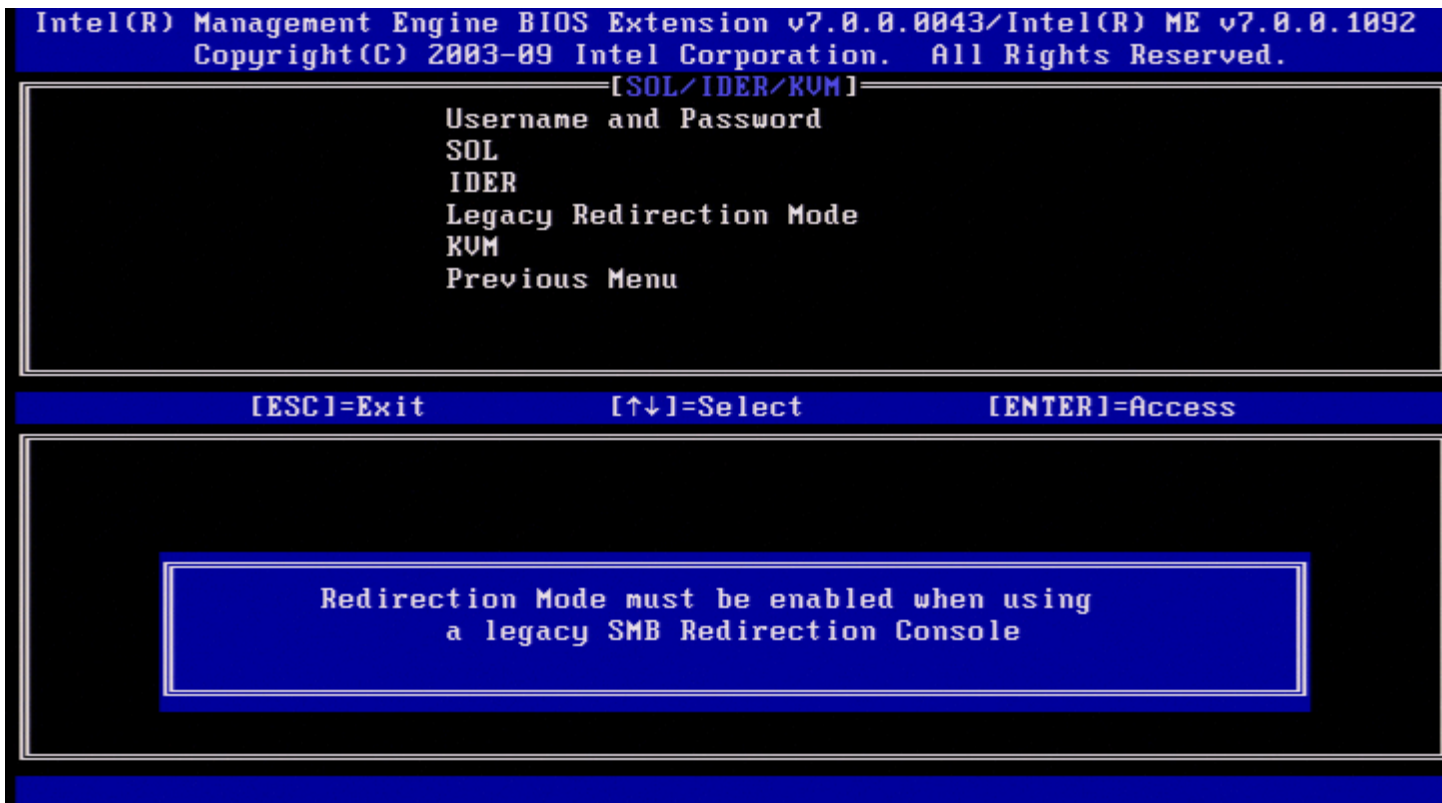 Intel(R) Management Engine BIOS Extension v7.0.0.0043/Intel(R) ME v7.0.0.1092
Copyright(C) 2003-09 Intel Corporation. All Rights Reserved.
[SOL/IDER/KVM]
Username and Password
SOL
IDER
Legacy Redirection Mode
KVM
Previous Menu
[ESC]=Exit [↑↓]=Select [ENTER]=Access
Redirection Mode must be enabled when using
a legacy SMB Redirection Console